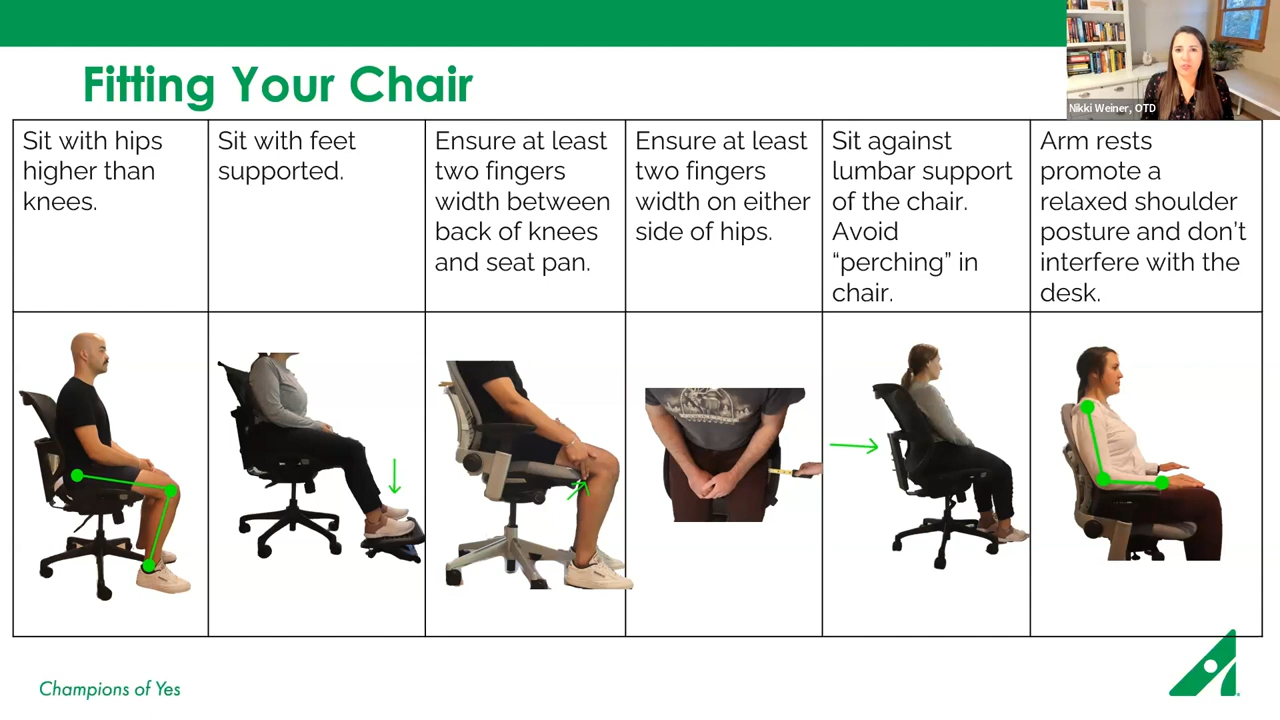 Nikki Weiner, OTD
Fitting Your Chair
Sit with hips
higher than
knees.
Sit with feet
supported.
Ensure at least
two fingers
width between
back of knees
and seat pan.
Ensure at least
two fingers
width on either
side of hips.
Sit against
lumbar support
of the chair.
Avoid
“perching” in
chair.
Arm rests
promote a
relaxed shoulder
posture and don’t
interfere with the
desk.
Champions of Yes